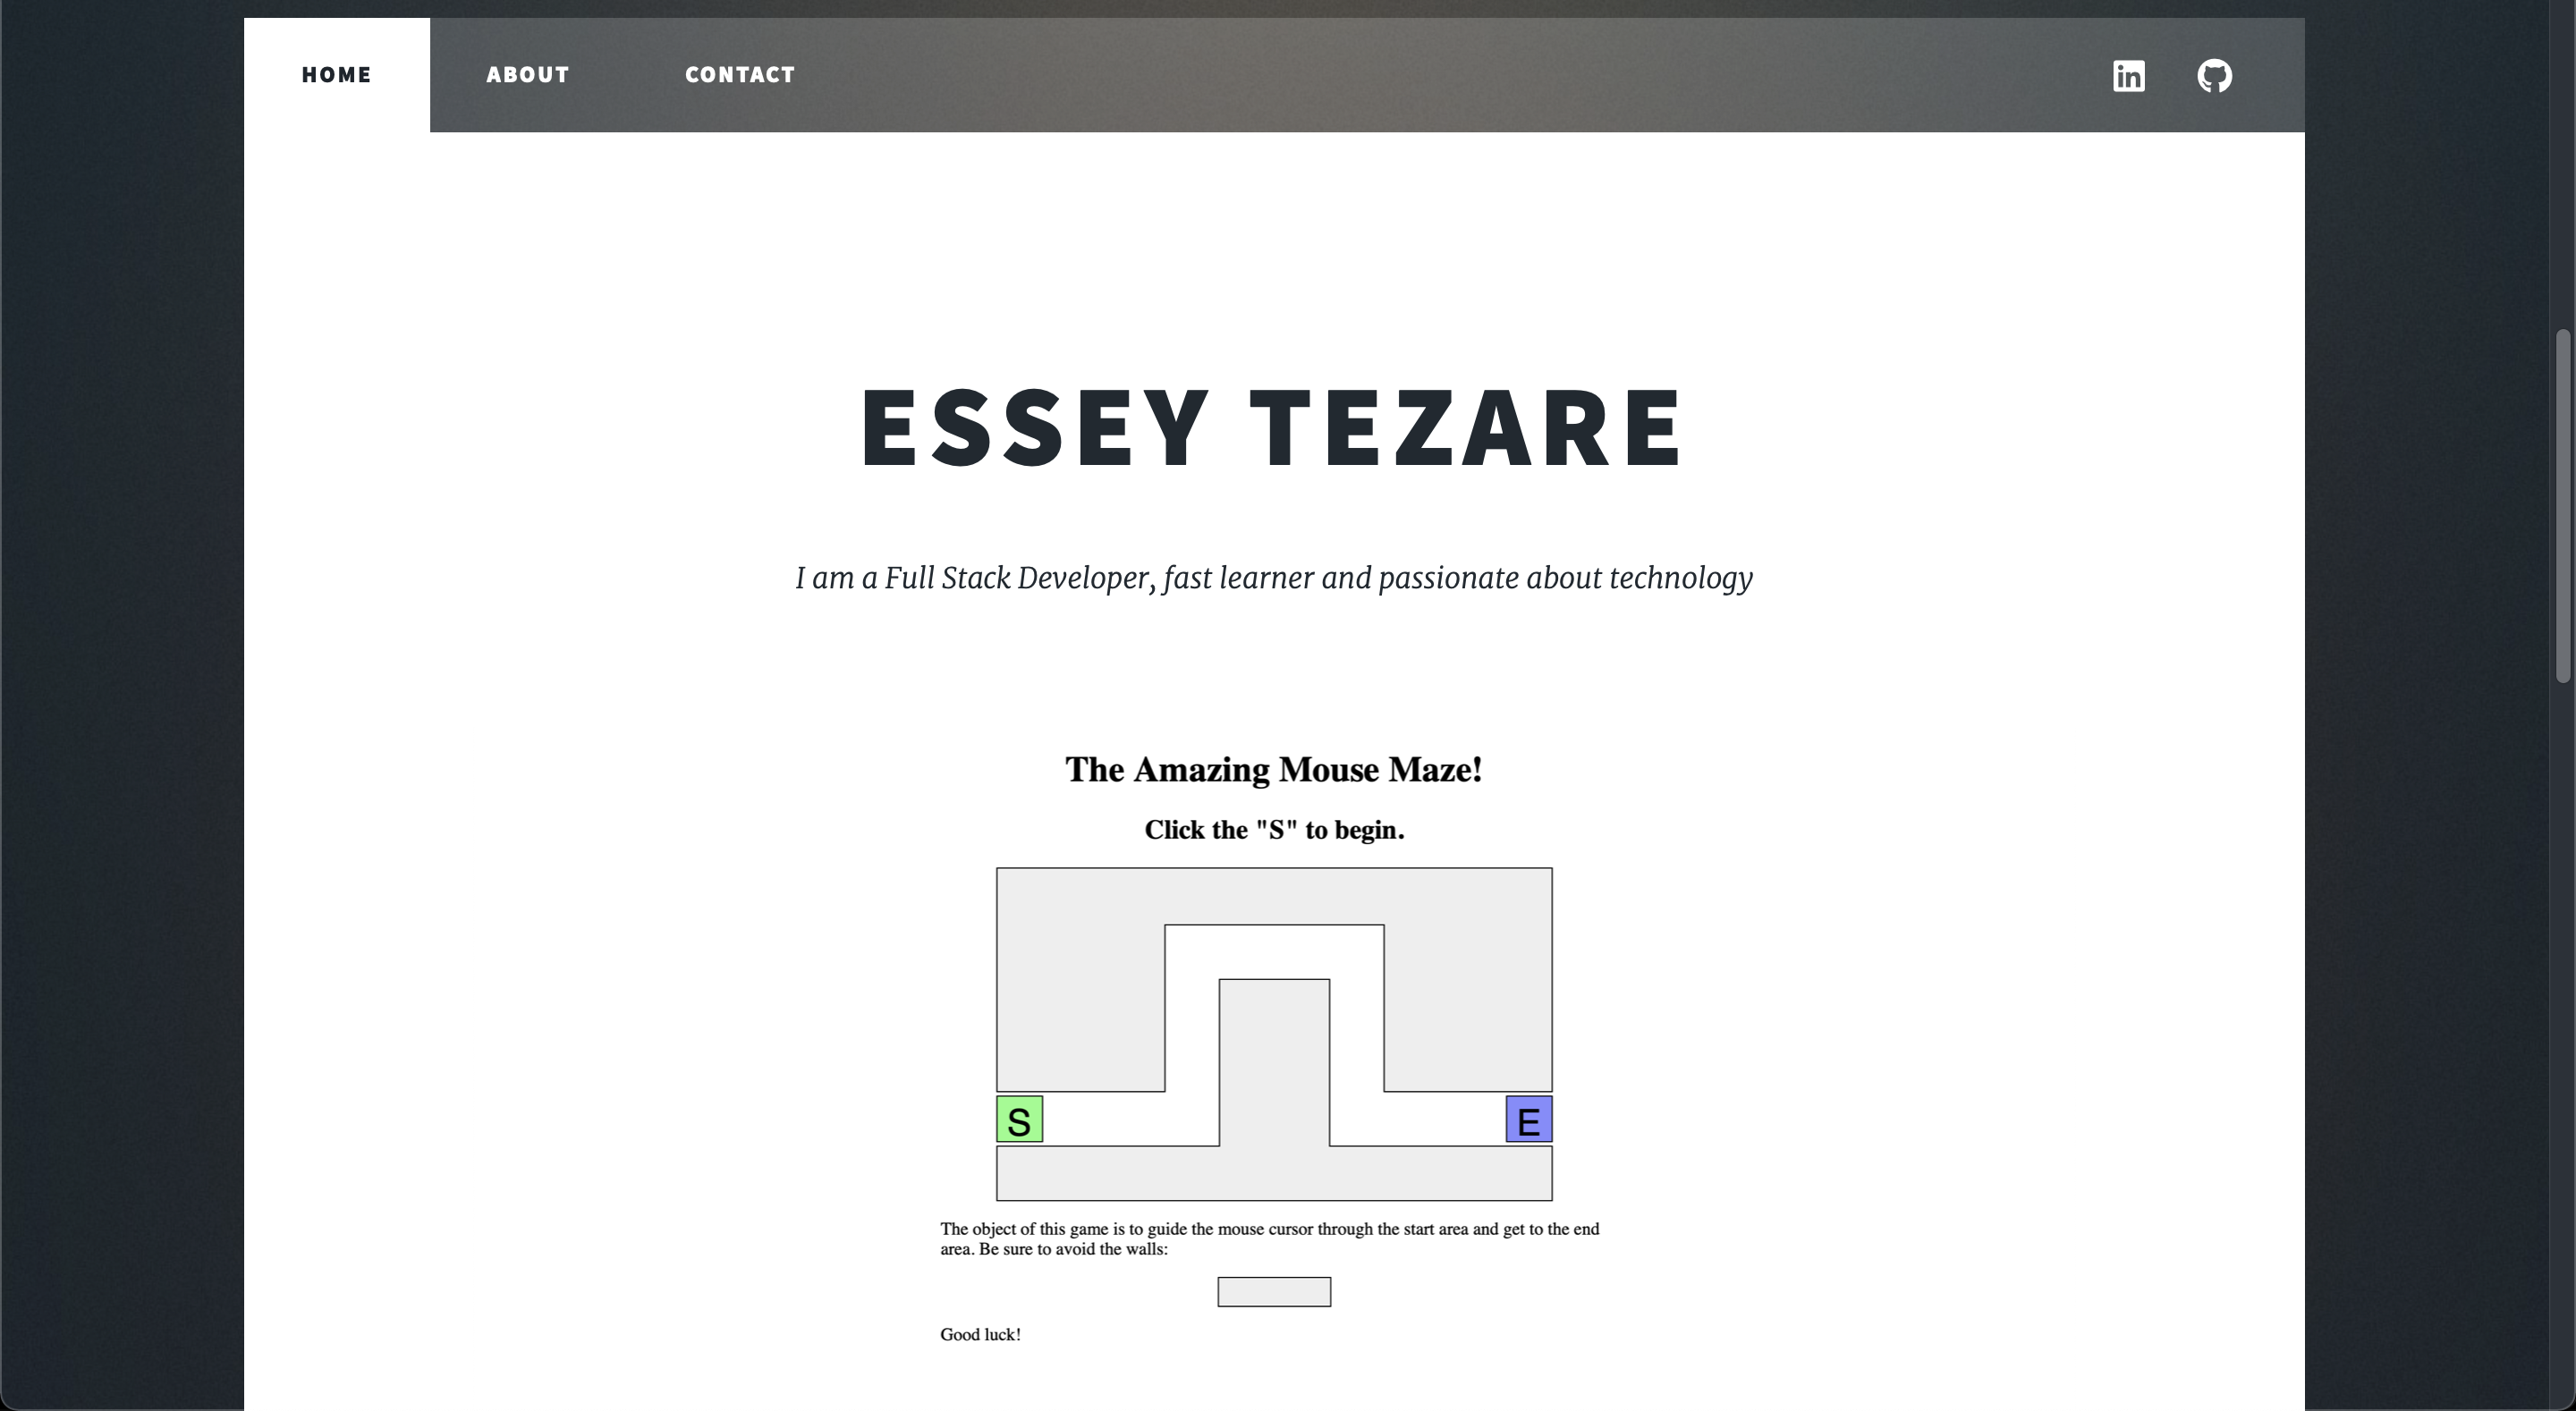 HOME ABOUT CONTACT
ESSEY TEZARE
I am a Full Stack Developer, fast learner and passionate about technology
The Amazing Mouse Maze!
Click the "S" to begin.
S E
The object of this game is to guide the mouse cursor through the start area and get to the end
area. Be sure to avoid the walls:
Good luck!